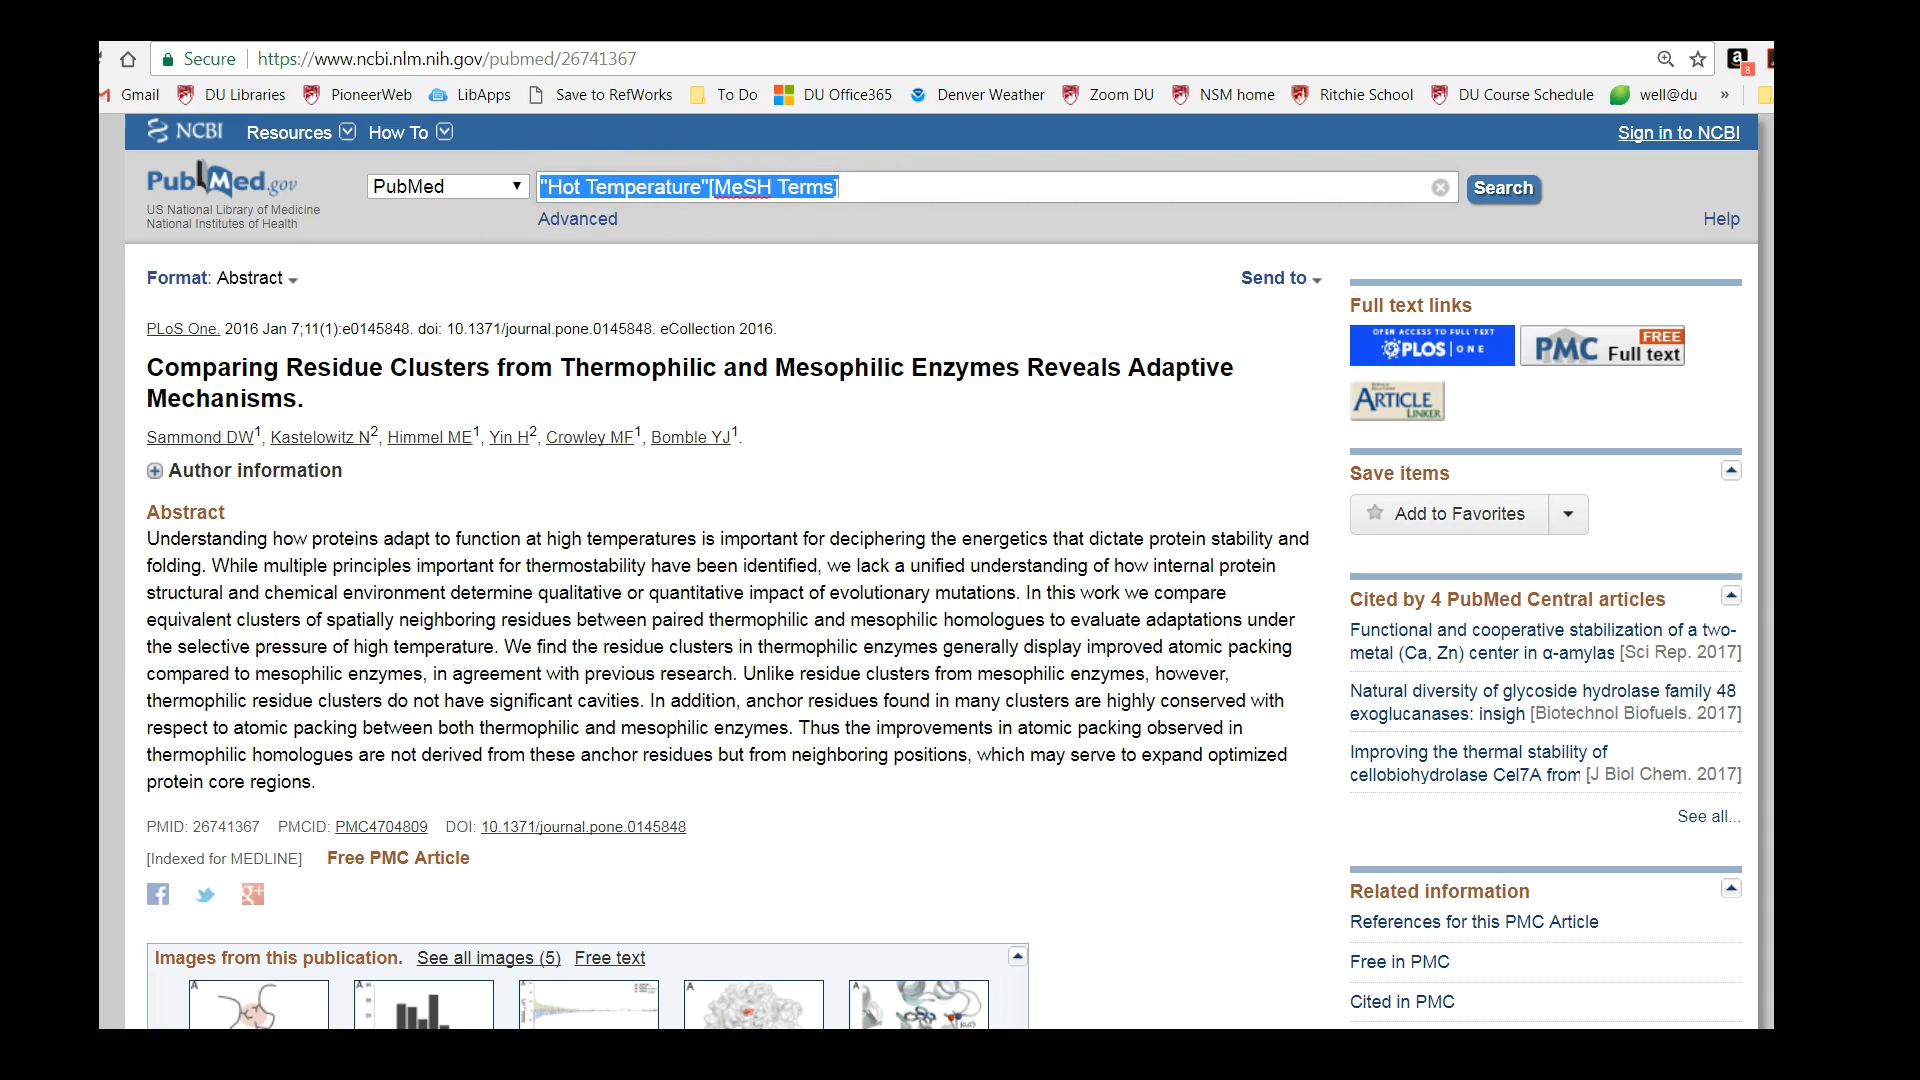 Secure https://www.ncbi.nlm.nih.gov/pubmed/26741367
8
Gmail DU Libraries PioneerWeb LibApps Save to RefWorks To Do DU Office365 Denver Weather Zoom DU NSM home Ritchie School DU Course Schedule well@du »
NCBI Resources How To Sign in to NCBI
PubMed.gov
US National Library of Medicine
National Institutes of Health
PubMed "Hot Temperature"[MeSH Terms] Search
Advanced Help
Format: Abstract Send to
PLoS One. 2016 Jan 7;11(1):e0145848. doi: 10.1371/journal.pone.0145848. eCollection 2016.
Comparing Residue Clusters from Thermophilic and Mesophilic Enzymes Reveals Adaptive
Mechanisms.
Sammond DW1, Kastelowitz N2, Himmel ME1, Yin H2, Crowley MF1, Bomble YJ1.
Author information
Abstract
Understanding how proteins adapt to function at high temperatures is important for deciphering the energetics that dictate protein stability and
folding. While multiple principles important for thermostability have been identified, we lack a unified understanding of how internal protein
structural and chemical environment determine qualitative or quantitative impact of evolutionary mutations. In this work we compare
equivalent clusters of spatially neighboring residues between paired thermophilic and mesophilic homologues to evaluate adaptations under
the selective pressure of high temperature. We find the residue clusters in thermophilic enzymes generally display improved atomic packing
compared to mesophilic enzymes, in agreement with previous research. Unlike residue clusters from mesophilic enzymes, however,
thermophilic residue clusters do not have significant cavities. In addition, anchor residues found in many clusters are highly conserved with
respect to atomic packing between both thermophilic and mesophilic enzymes. Thus the improvements in atomic packing observed in
thermophilic homologues are not derived from these anchor residues but from neighboring positions, which may serve to expand optimized
protein core regions.
PMID: 26741367 PMCID: PMC4704809 DOI: 10.1371/journal.pone.0145848
[Indexed for MEDLINE] Free PMC Article
Images from this publication. See all images (5) Free text
A A A A
Full text links
OPEN ACCESS TO FULL TEXT
PLOS ONE
FREE
PMC Full text
ARTICLE
LINKER
Save items
Add to Favorites
Cited by 4 PubMed Central articles
Functional and cooperative stabilization of a two-
metal (Ca, Zn) center in α-amylas [Sci Rep. 2017]
Natural diversity of glycoside hydrolase family 48
exoglucanases: insigh [Biotechnol Biofuels. 2017]
Improving the thermal stability of
cellobiohydrolase Cel7A from [J Biol Chem. 2017]
See all...
Related information
References for this PMC Article
Free in PMC
Cited in PMC